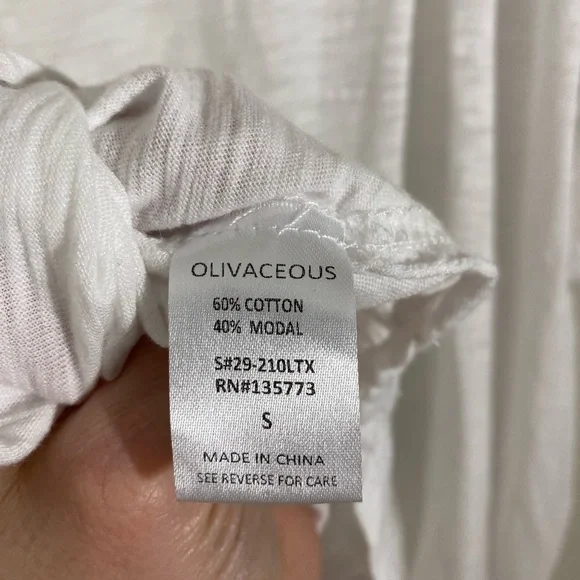 OLIVACEOUS
60% COTTON
40% MODAL
S#29-210LTX
RN#135773
S
MADE IN CHINA
SEE REVERSE FOR CARE